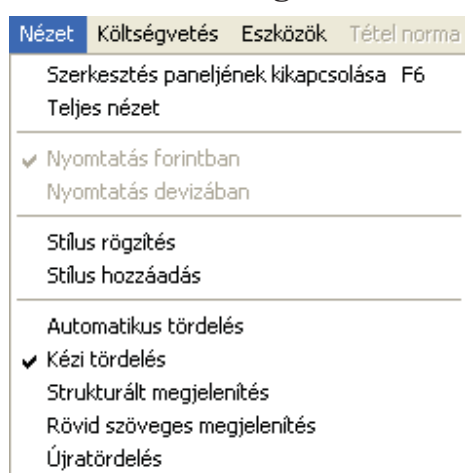 Nézet Költségvetés Eszközök Tétel norma
Szerkesztés paneljének kikapcsolása F6
Teljes nézet
Nyomtatás forintban
Nyomtatás devizában
Stílus rögzítés
Stílus hozzáadás
Automatikus tördelés
Kézi tördelés
Strukturált megjelenítés
Rövid szöveges megjelenítés
Újratördelés